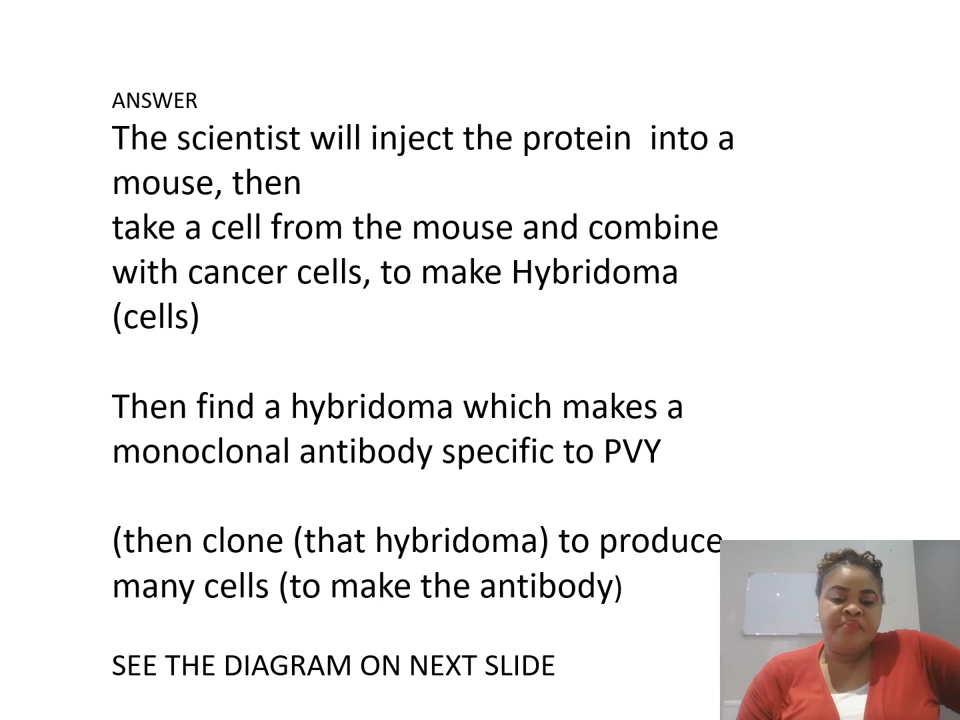 ANSWER
The scientist will inject the protein  into a
mouse, then
take a cell from the mouse and combine
with cancer cells, to make Hybridoma
(cells)
Then find a hybridoma which makes a
monoclonal antibody specific to PVY
(then clone (that hybridoma) to produce
many cells (to make the antibody)
SEE THE DIAGRAM ON NEXT SLIDE